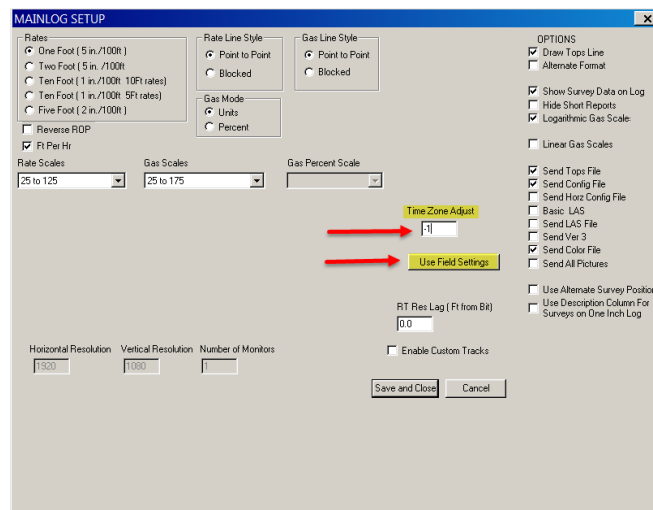 MAINLOG SETUP
Rates
One Foot ( 5 in./100ft )
Two Foot ( 5 in. /100ft
Ten Foot ( 1 in./100ft 10Ft rates)
Ten Foot ( 1 in./100ft 5Ft rates)
Five Foot ( 2 in./100ft )
Reverse ROP
Ft Per Hr
Rate Line Style
Point to Point
Blocked
Gas Line Style
Point to Point
Blocked
Gas Mode
Units
Percent
Rate Scales
25 to 125
Gas Scales
25 to 175
Gas Percent Scale
Time Zone Adjust
-1
Use Field Settings
RT Res Lag ( Ft from Bit)
0.0
Enable Custom Tracks
Horizontal Resolution
1920
Vertical Resolution
1080
Number of Monitors
1
Save and Close
Cancel
OPTIONS
Draw Tops Line
Alternate Format
Show Survey Data on Log
Hide Short Reports
Logarithmic Gas Scale:
Linear Gas Scales
Send Tops File
Send Config File
Send Horz Config File
Basic LAS
Send LAS File
Send Ver 3
Send Color File
Send All Pictures
Use Alternate Survey Position
Use Description Column For
Surveys on One Inch Log